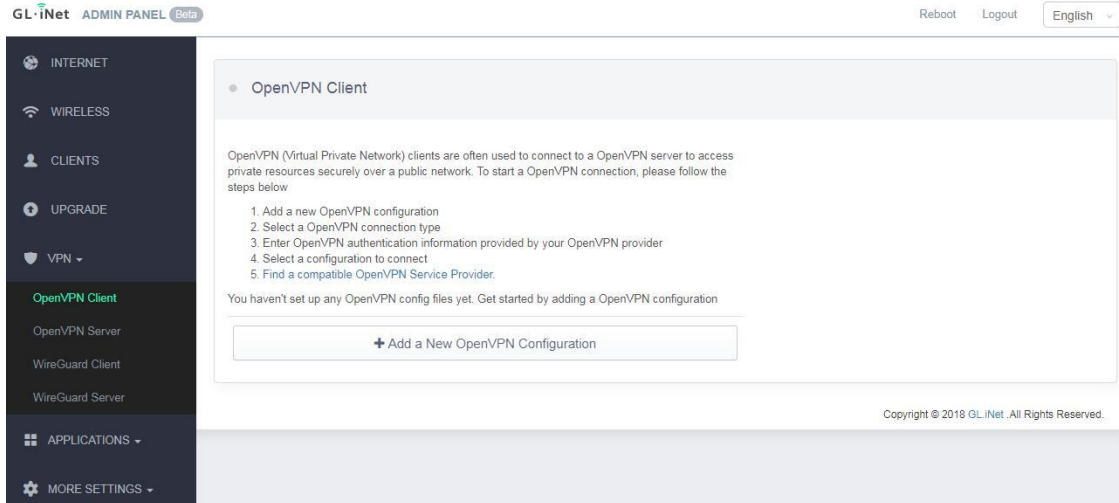 GL·iNet ADMIN PANEL Beta
Reboot Logout English
INTERNET
WIRELESS
CLIENTS
UPGRADE
VPN
OpenVPN Client
OpenVPN Server
WireGuard Client
WireGuard Server
APPLICATIONS
MORE SETTINGS
OpenVPN Client
OpenVPN (Virtual Private Network) clients are often used to connect to a OpenVPN server to access
private resources securely over a public network. To start a OpenVPN connection, please follow the
steps below
1. Add a new OpenVPN configuration
2. Select a OpenVPN connection type
3. Enter OpenVPN authentication information provided by your OpenVPN provider
4. Select a configuration to connect
5. Find a compatible OpenVPN Service Provider.
You haven't set up any OpenVPN config files yet. Get started by adding a OpenVPN configuration
+ Add a New OpenVPN Configuration
Copyright © 2018 GL.iNet .All Rights Reserved.